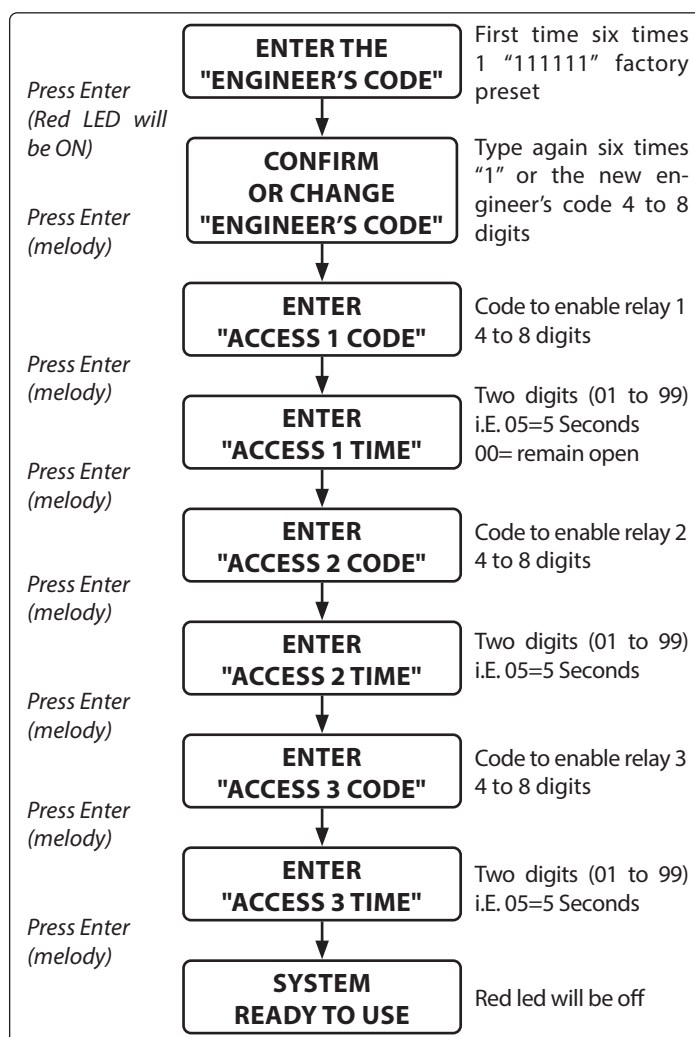 ENTER THE
"ENGINEER'S CODE"
First time six times
1 “111111” factory
preset
Press Enter
(Red LED will
be ON)
CONFIRM
OR CHANGE
"ENGINEER'S CODE"
Type again six times
“1” or the new en-
gineer’s code 4 to 8
digits
Press Enter
(melody)
ENTER
"ACCESS 1 CODE"
Code to enable relay 1
4 to 8 digits
Press Enter
(melody)
ENTER
"ACCESS 1 TIME"
Two digits (01 to 99)
i.E. 05=5 Seconds
00= remain open
Press Enter
(melody)
ENTER
"ACCESS 2 CODE"
Code to enable relay 2
4 to 8 digits
Press Enter
(melody)
ENTER
"ACCESS 2 TIME"
Two digits (01 to 99)
i.E. 05=5 Seconds
Press Enter
(melody)
ENTER
"ACCESS 3 CODE"
Code to enable relay 3
4 to 8 digits
Press Enter
(melody)
ENTER
"ACCESS 3 TIME"
Two digits (01 to 99)
i.E. 05=5 Seconds
Press Enter
(melody)
SYSTEM
READY TO USE
Red led will be off